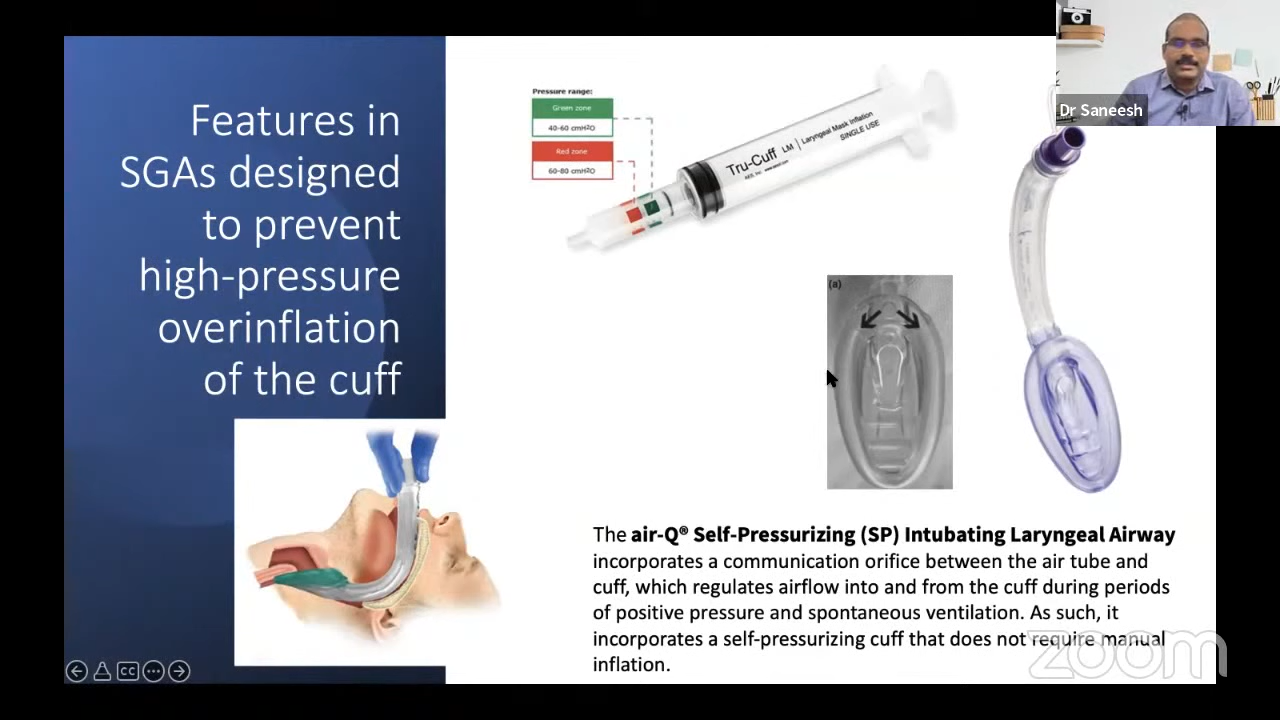 Features in
SGAs designed
to prevent
high-pressure
overinflation
of the cuff
Pressure range:
Green zone
40-60 cmH²O
Red zone
60-80 cmH²O
Tru-Cuff LM | Laryngeal Mask Inflation
SINGLE USE
(a)
Dr Saneesh
The air-Q® Self-Pressurizing (SP) Intubating Laryngeal Airway
incorporates a communication orifice between the air tube and
cuff, which regulates airflow into and from the cuff during periods
of positive pressure and spontaneous ventilation. As such, it
incorporates a self-pressurizing cuff that does not require manual
inflation.
zoom
CC